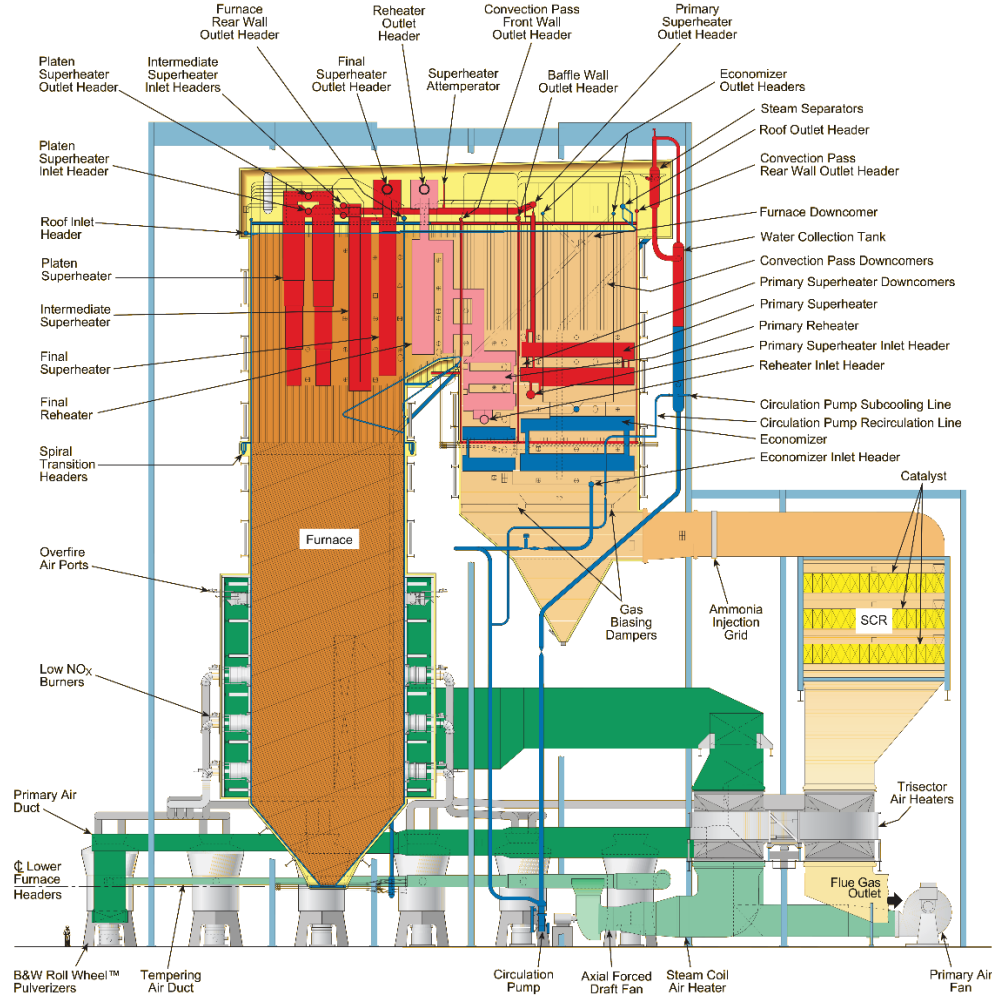 Furnace
Rear Wall
Outlet Header
Reheater
Outlet
Header
Convection Pass
Front Wall
Outlet Header
Primary
Superheater
Outlet Header
Platen
Superheater
Outlet Header
Intermediate
Superheater
Inlet Headers
Final
Superheater
Outlet Header
Superheater
Attemperator
Baffle Wall
Outlet Header
Economizer
Outlet Headers
Steam Separators
Roof Outlet Header
Convection Pass
Rear Wall Outlet Header
Furnace Downcomer
Water Collection Tank
Convection Pass Downcomers
Primary Superheater Downcomers
Primary Superheater
Primary Reheater
Primary Superheater Inlet Header
Reheater Inlet Header
Circulation Pump Subcooling Line
Circulation Pump Recirculation Line
Economizer
Economizer Inlet Header
Catalyst
Platen
Superheater
Inlet Header
Roof Inlet
Header
Platen
Superheater
Intermediate
Superheater
Final
Superheater
Final
Reheater
Spiral
Transition
Headers
Furnace
Overfire
Air Ports
Gas
Biasing
Dampers
Ammonia
Injection
Grid
SCR
Low NOX
Burners
Primary Air
Duct
Trisector
Air Heaters
℄ Lower
Furnace
Headers
Flue Gas
Outlet
B&W Roll Wheel™
Pulverizers
Tempering
Air Duct
Circulation
Pump
Axial Forced
Draft Fan
Steam Coil
Air Heater
Primary Air
Fan